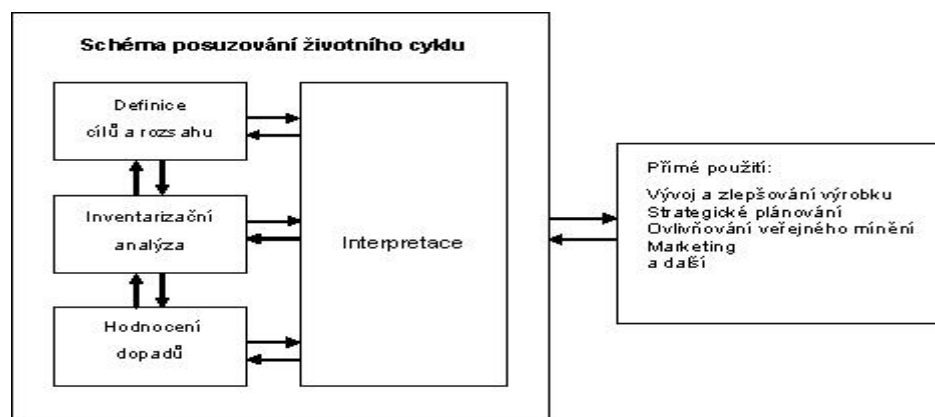 Schéma posuzování životního cyklu
Definice
cílů a rozsahu
Inventarizační
analýza
Hodnocení
dopadů
Interpretace
Přímé použití:
Vývoj a zlepšování výrobku
Strategické plánování
Ovlivňování veřejného mínění
Marketing
a další